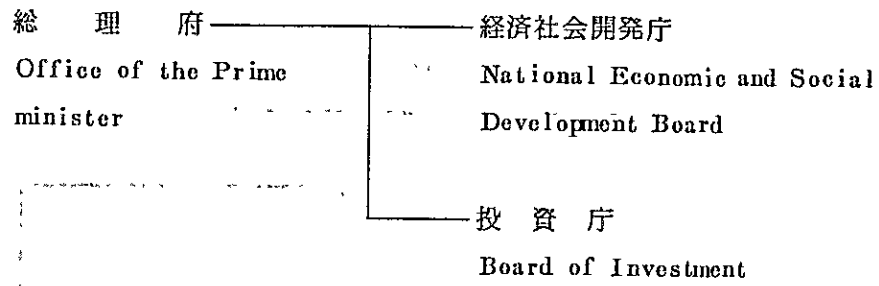 総理府
Office of the Prime
minister
経済社会開発庁
National Economic and Social
Development Board
投資庁
Board of Investment